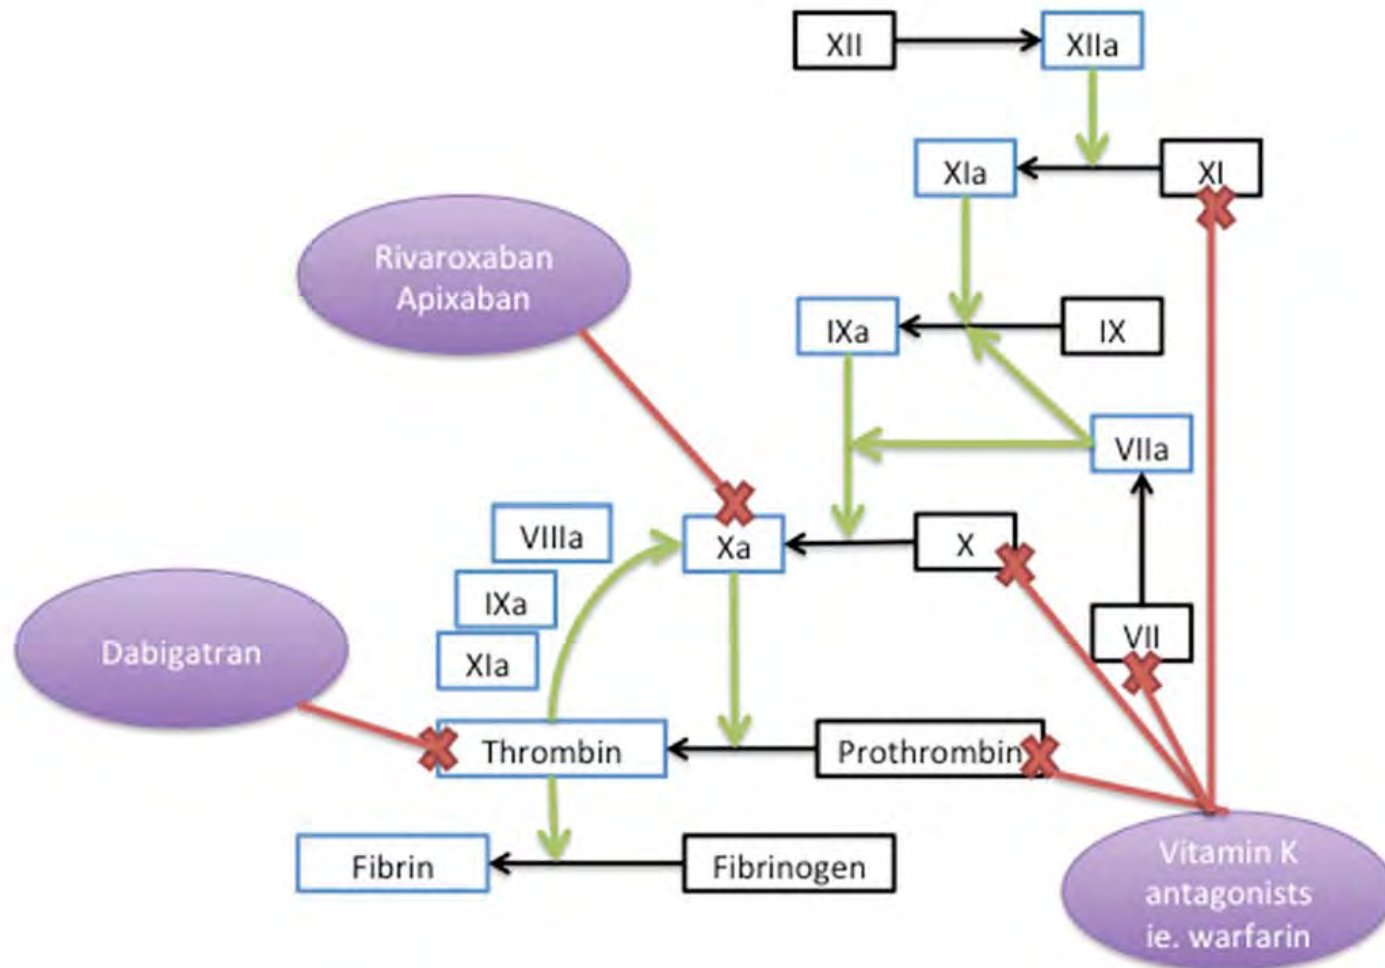 XII
XIIa
XIa
XI
Rivaroxaban
Apixaban
IXa
IX
VIIa
VIIIa
Xa
X
IXa
XIa
VII
Dabigatran
Thrombin
Prothrombin
Fibrin
Fibrinogen
Vitamin K
antagonists
ie. warfarin